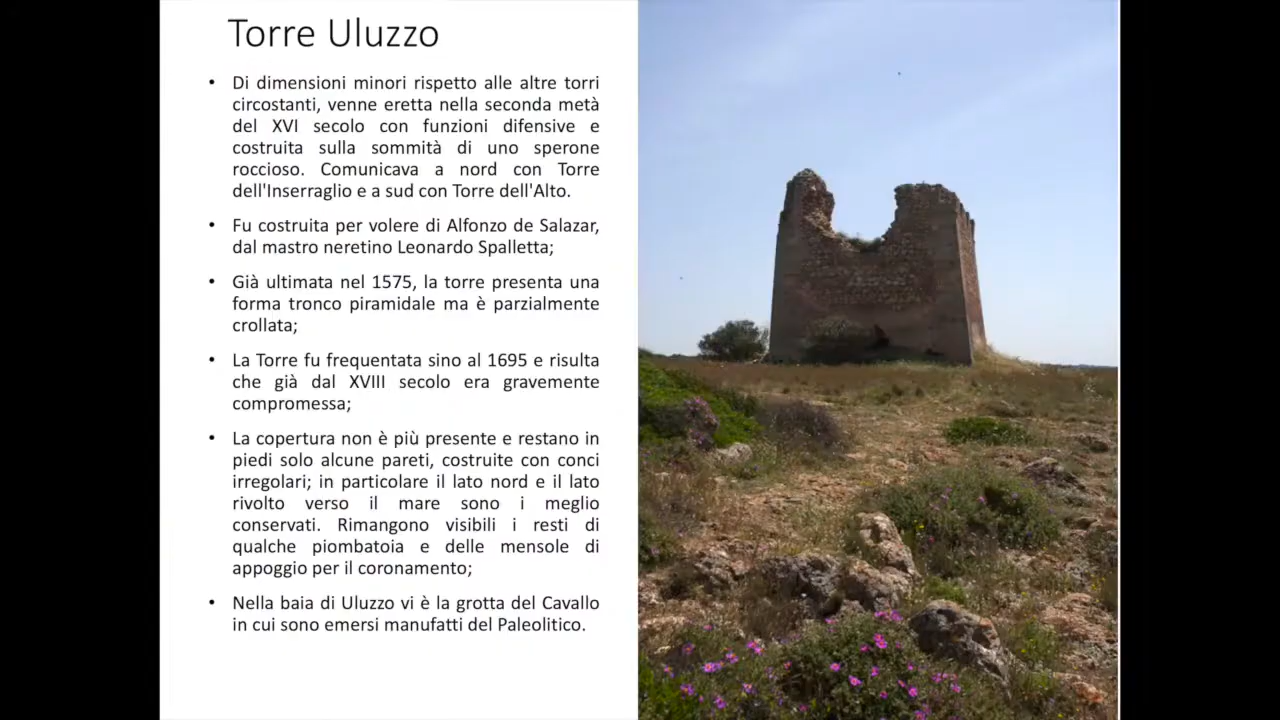 Torre Uluzzo
• Di dimensioni minori rispetto alle altre torri
circostanti, venne eretta nella seconda metà
del XVI secolo con funzioni difensive e
costruita sulla sommità di uno sperone
roccioso. Comunicava a nord con Torre
dell'Inserraglio e a sud con Torre dell'Alto.
• Fu costruita per volere di Alfonzo de Salazar,
dal mastro neretino Leonardo Spalletta;
• Già ultimata nel 1575, la torre presenta una
forma tronco piramidale ma è parzialmente
crollata;
• La Torre fu frequentata sino al 1695 e risulta
che già dal XVIII secolo era gravemente
compromessa;
• La copertura non è più presente e restano in
piedi solo alcune pareti, costruite con conci
irregolari; in particolare il lato nord e il lato
rivolto verso il mare sono i meglio
conservati. Rimangono visibili i resti di
qualche piombatoia e delle mensole di
appoggio per il coronamento;
• Nella baia di Uluzzo vi è la grotta del Cavallo
in cui sono emersi manufatti del Paleolitico.